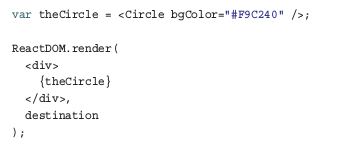 var theCircle = <Circle bgColor="#F9C240" />;
ReactDOM.render(
  <div>
    {theCircle}
  </div>,
  destination
);